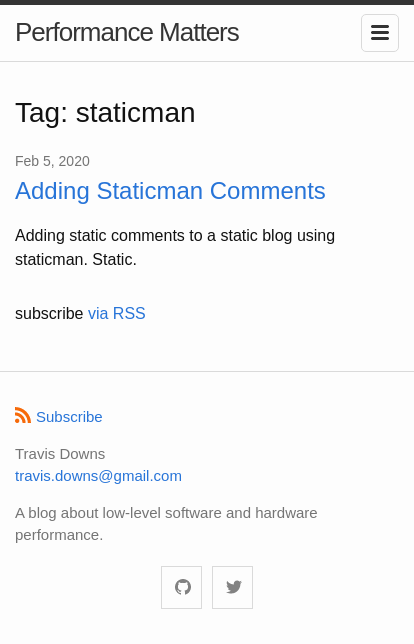 Performance Matters
Tag: staticman
Feb 5, 2020
Adding Staticman Comments
Adding static comments to a static blog using
staticman. Static.
subscribe via RSS
Subscribe
Travis Downs
travis.downs@gmail.com
A blog about low-level software and hardware
performance.